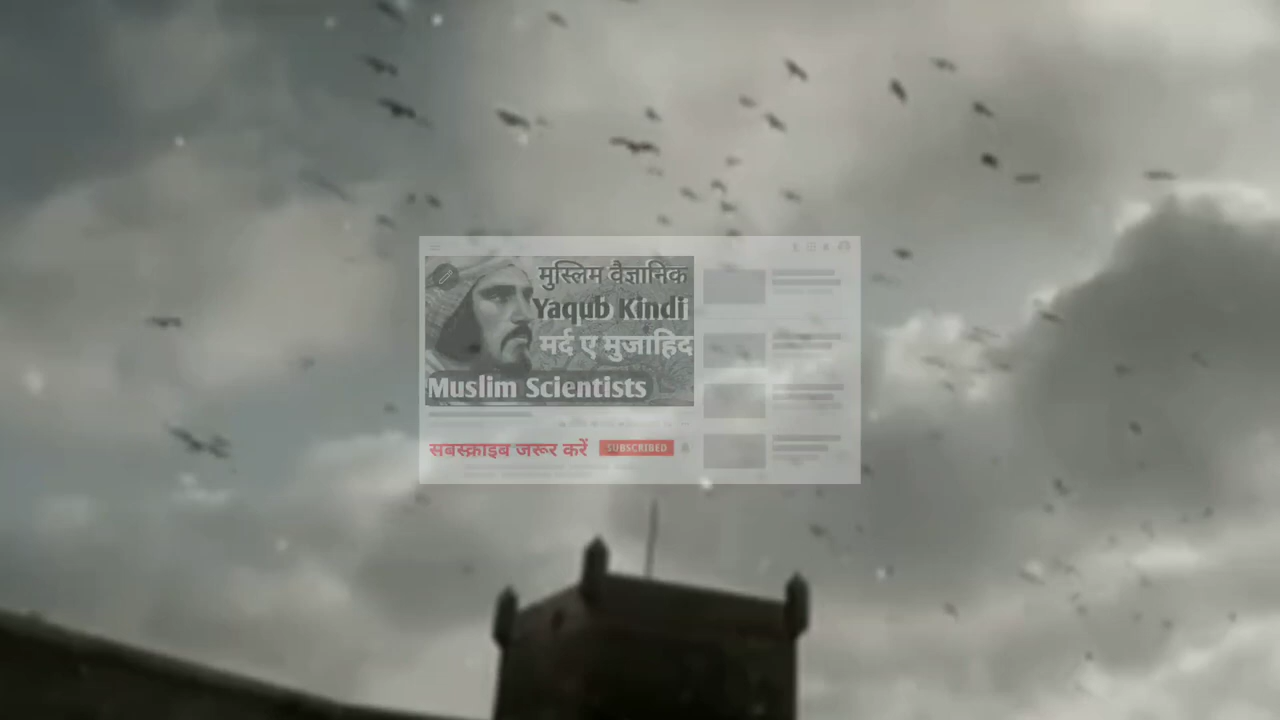 मुस्लिम वैज्ञानिक
Yaqub Kindi
मर्द ए मुजाहिद
Muslim Scientists
सबस्क्राइब जरूर करें
SUBSCRIBED